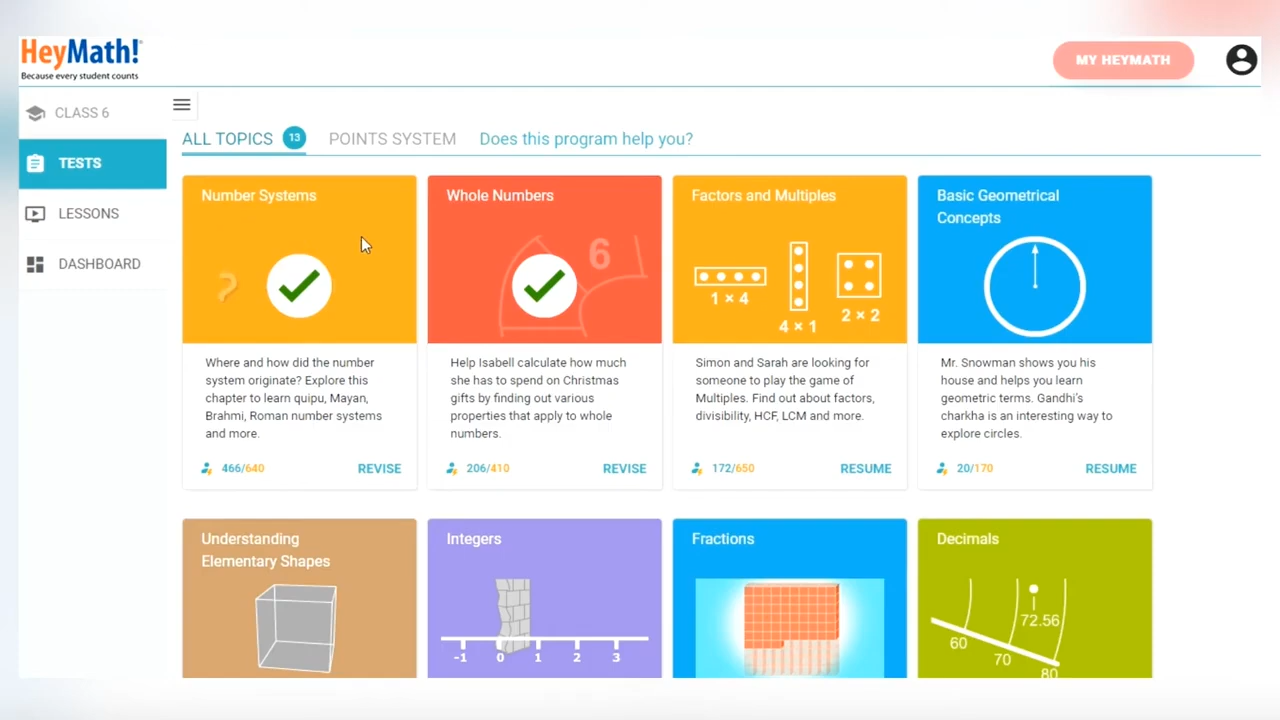 HeyMath!
Because every student counts
MY HEYMATH
CLASS 6
TESTS
LESSONS
DASHBOARD
ALL TOPICS 13
POINTS SYSTEM
Does this program help you?
Number Systems
?
Where and how did the number
system originate? Explore this
chapter to learn quipu, Mayan,
Brahmi, Roman number systems
and more.
466/640
REVISE
Whole Numbers
6
Help Isabell calculate how much
she has to spend on Christmas
gifts by finding out various
properties that apply to whole
numbers.
206/410
REVISE
Factors and Multiples
1 × 4
4 × 1
2 × 2
Simon and Sarah are looking for
someone to play the game of
Multiples. Find out about factors,
divisibility, HCF, LCM and more.
172/650
RESUME
Basic Geometrical
Concepts
Mr. Snowman shows you his
house and helps you learn
geometric terms. Gandhi's
charkha is an interesting way to
explore circles.
20/170
RESUME
Understanding
Elementary Shapes
Integers
-1 0 1 2 3
Fractions
Decimals
72.56
60
70
80